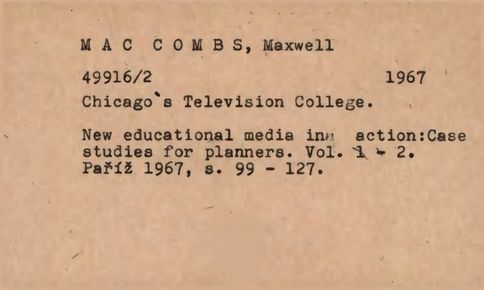 M A C  C O M B S, Maxwell
49916/2 1967
Chicago`s Television College.
New educational media in action:Case
studies for planners. Vol. 1 - 2.
Paříž 1967, s. 99 - 127.